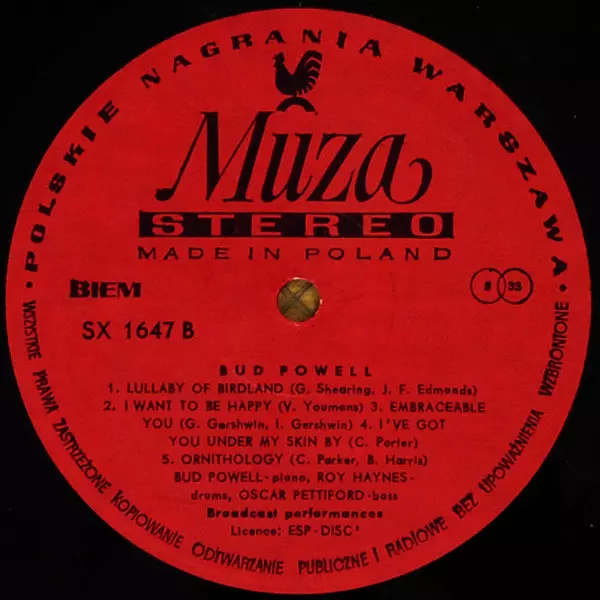 • POLSKIE NAGRANIA WARSZAWA •
Muza
STEREO
MADE IN POLAND
BIEM
S 33
SX 1647 B
BUD POWELL
1. LULLABY OF BIRDLAND (G. Shearing, J. F. Edmonds)
2. I WANT TO BE HAPPY (V. Youmans) 3. EMBRACEABLE
YOU (G. Gershwin, I. Gershwin) 4. I'VE GOT
YOU UNDER MY SKIN BY (C. Porter)
5. ORNITHOLOGY (C. Parker, B. Harris)
BUD POWELL - piano, ROY HAYNES -
drums, OSCAR PETTIFORD - bass
Broadcast performances
Licence: ESP - DISC'
WSZYSTKIE PRAWA ZASTRZEŻONE KOPIOWANIE ODTWARZANIE PUBLICZNE I RADIOWE BEZ UPOWAŻNIENIA WZBRONIONE